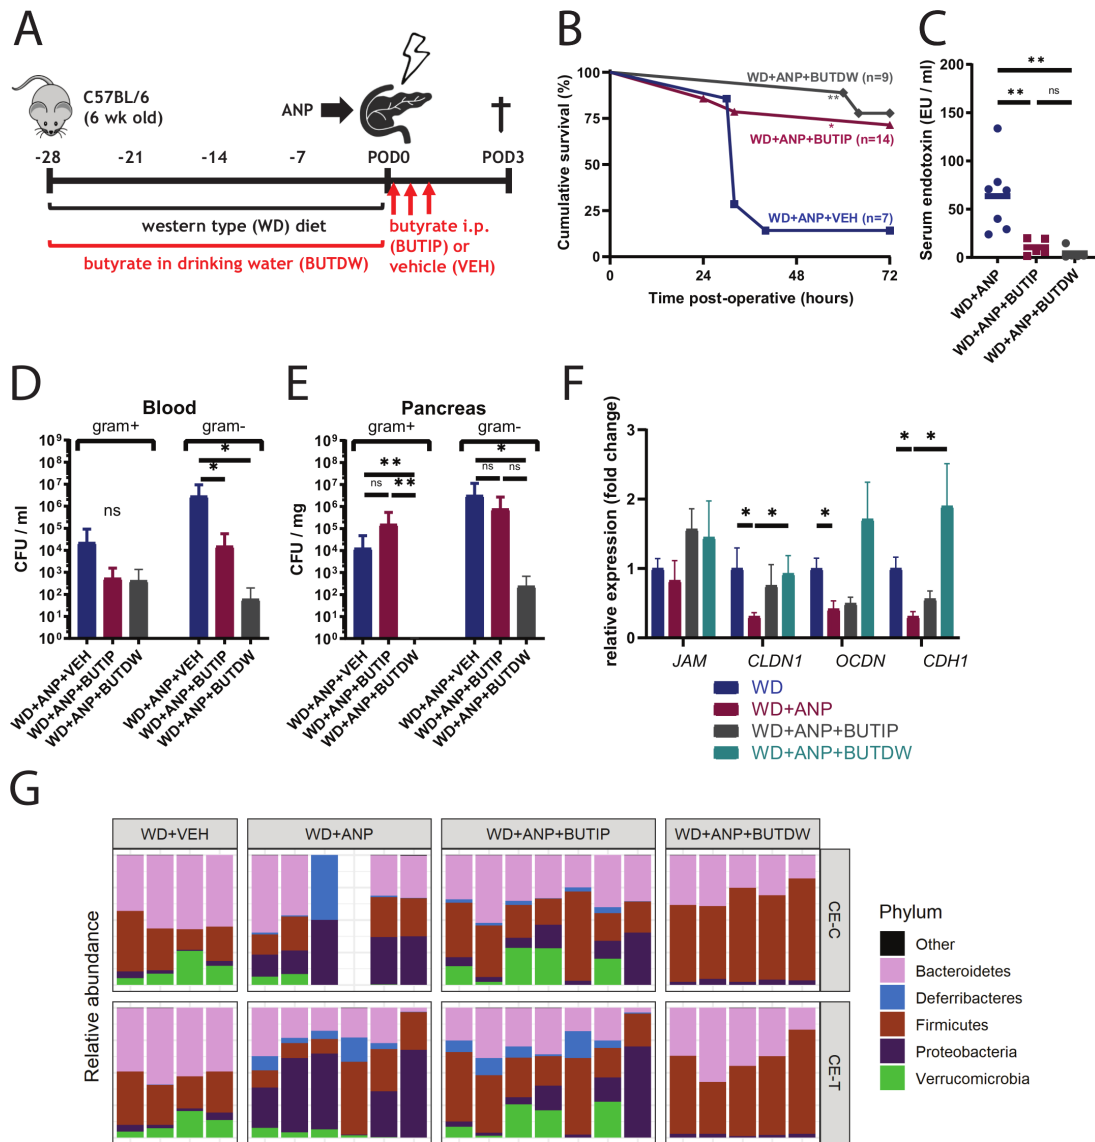 A
C57BL/6
(6 wk old)
ANP
-28
-21
-14
-7
POD0
POD3
western type (WD) diet
butyrate in drinking water (BUTDW)
butyrate i.p.
(BUTIP) or
vehicle (VEH)
B
Cumulative survival (%)
100
75
50
25
0
0
24
48
72
Time post-operative (hours)
WD+ANP+BUTDW (n=9)
**
*
WD+ANP+BUTIP (n=14)
WD+ANP+VEH (n=7)
C
Serum endotoxin (EU / ml)
200
150
100
50
0
**
**
ns
WD+ANP
WD+ANP+BUTIP
WD+ANP+BUTDW
D
Blood
gram+
gram-
CFU / ml
10⁹
10⁸
10⁷
10⁶
10⁵
10⁴
10³
10²
10¹
10⁰
ns
*
*
WD+ANP+VEH
WD+ANP+BUTIP
WD+ANP+BUTDW
WD+ANP+VEH
WD+ANP+BUTIP
WD+ANP+BUTDW
E
Pancreas
gram+
gram-
CFU / mg
10⁹
10⁸
10⁷
10⁶
10⁵
10⁴
10³
10²
10¹
10⁰
**
ns
**
*
ns
ns
WD+ANP+VEH
WD+ANP+BUTIP
WD+ANP+BUTDW
WD+ANP+VEH
WD+ANP+BUTIP
WD+ANP+BUTDW
F
relative expression (fold change)
3
2
1
0
*
*
*
*
*
JAM
CLDN1
OCDN
CDH1
WD
WD+ANP
WD+ANP+BUTIP
WD+ANP+BUTDW
G
WD+VEH
WD+ANP
WD+ANP+BUTIP
WD+ANP+BUTDW
Relative abundance
CE-C
CE-T
Phylum
Other
Bacteroidetes
Deferribacteres
Firmicutes
Proteobacteria
Verrucomicrobia